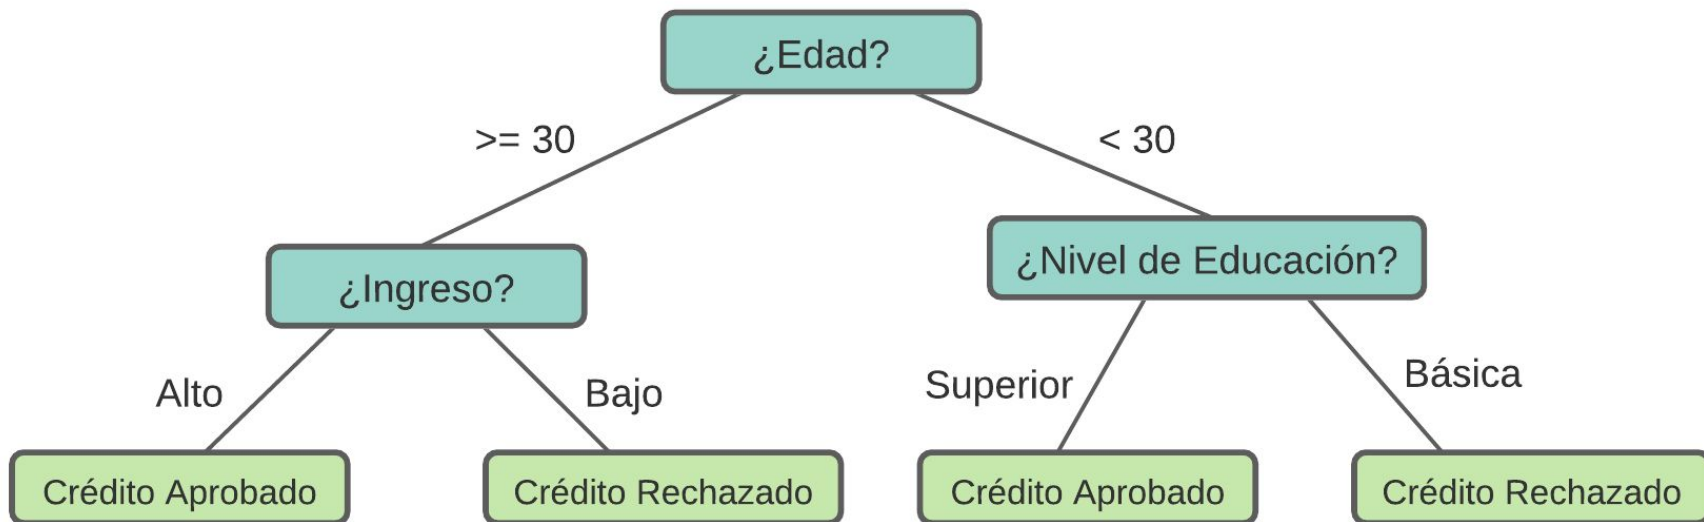 ¿Edad?
>= 30
< 30
¿Nivel de Educación?
¿Ingreso?
Alto
Bajo
Superior
Básica
Crédito Aprobado
Crédito Rechazado
Crédito Aprobado
Crédito Rechazado